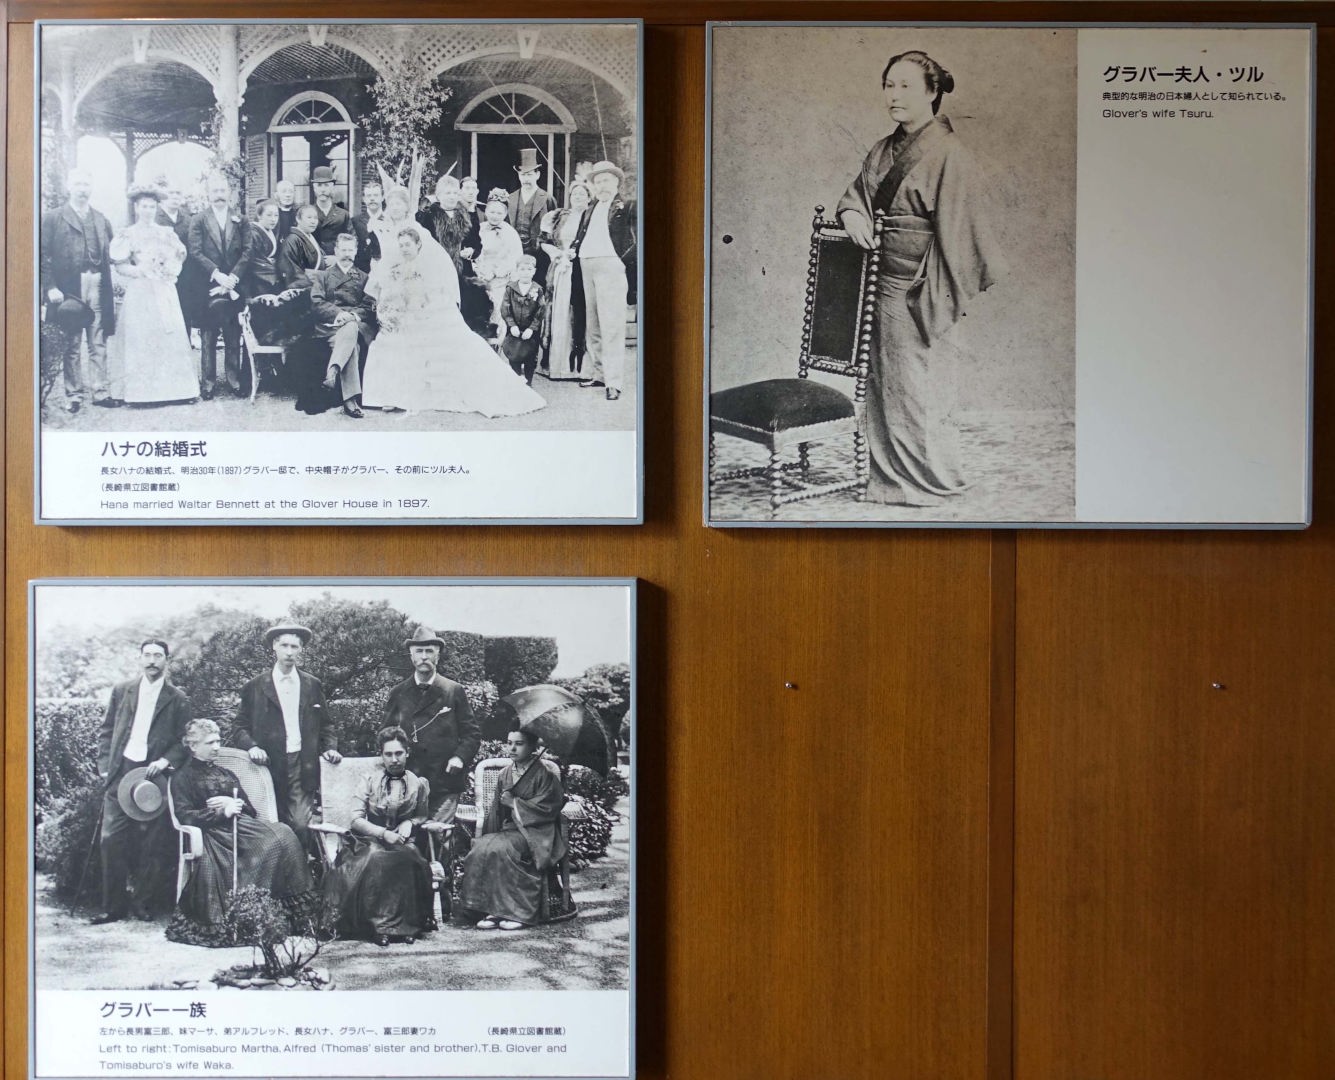 ハナの結婚式
長女ハナの結婚式、明治30年(1897)グラバー邸で、中央帽子がグラバー、その前にツル夫人。
(長崎県立図書館蔵)
Hana married Waltar Bennett at the Glover House in 1897.
グラバー夫人・ツル
典型的な明治の日本婦人として知られている。
Glover's wife Tsuru.
グラバー一族
左から長男富三郎、妹マーサ、弟アルフレッド、長女ハナ、グラバー、富三郎妻ワカ (長崎県立図書館蔵)
Left to right: Tomisaburo Martha. Alfred (Thomas' sister and brother). T.B. Glover and
Tomisaburo's wife Waka.